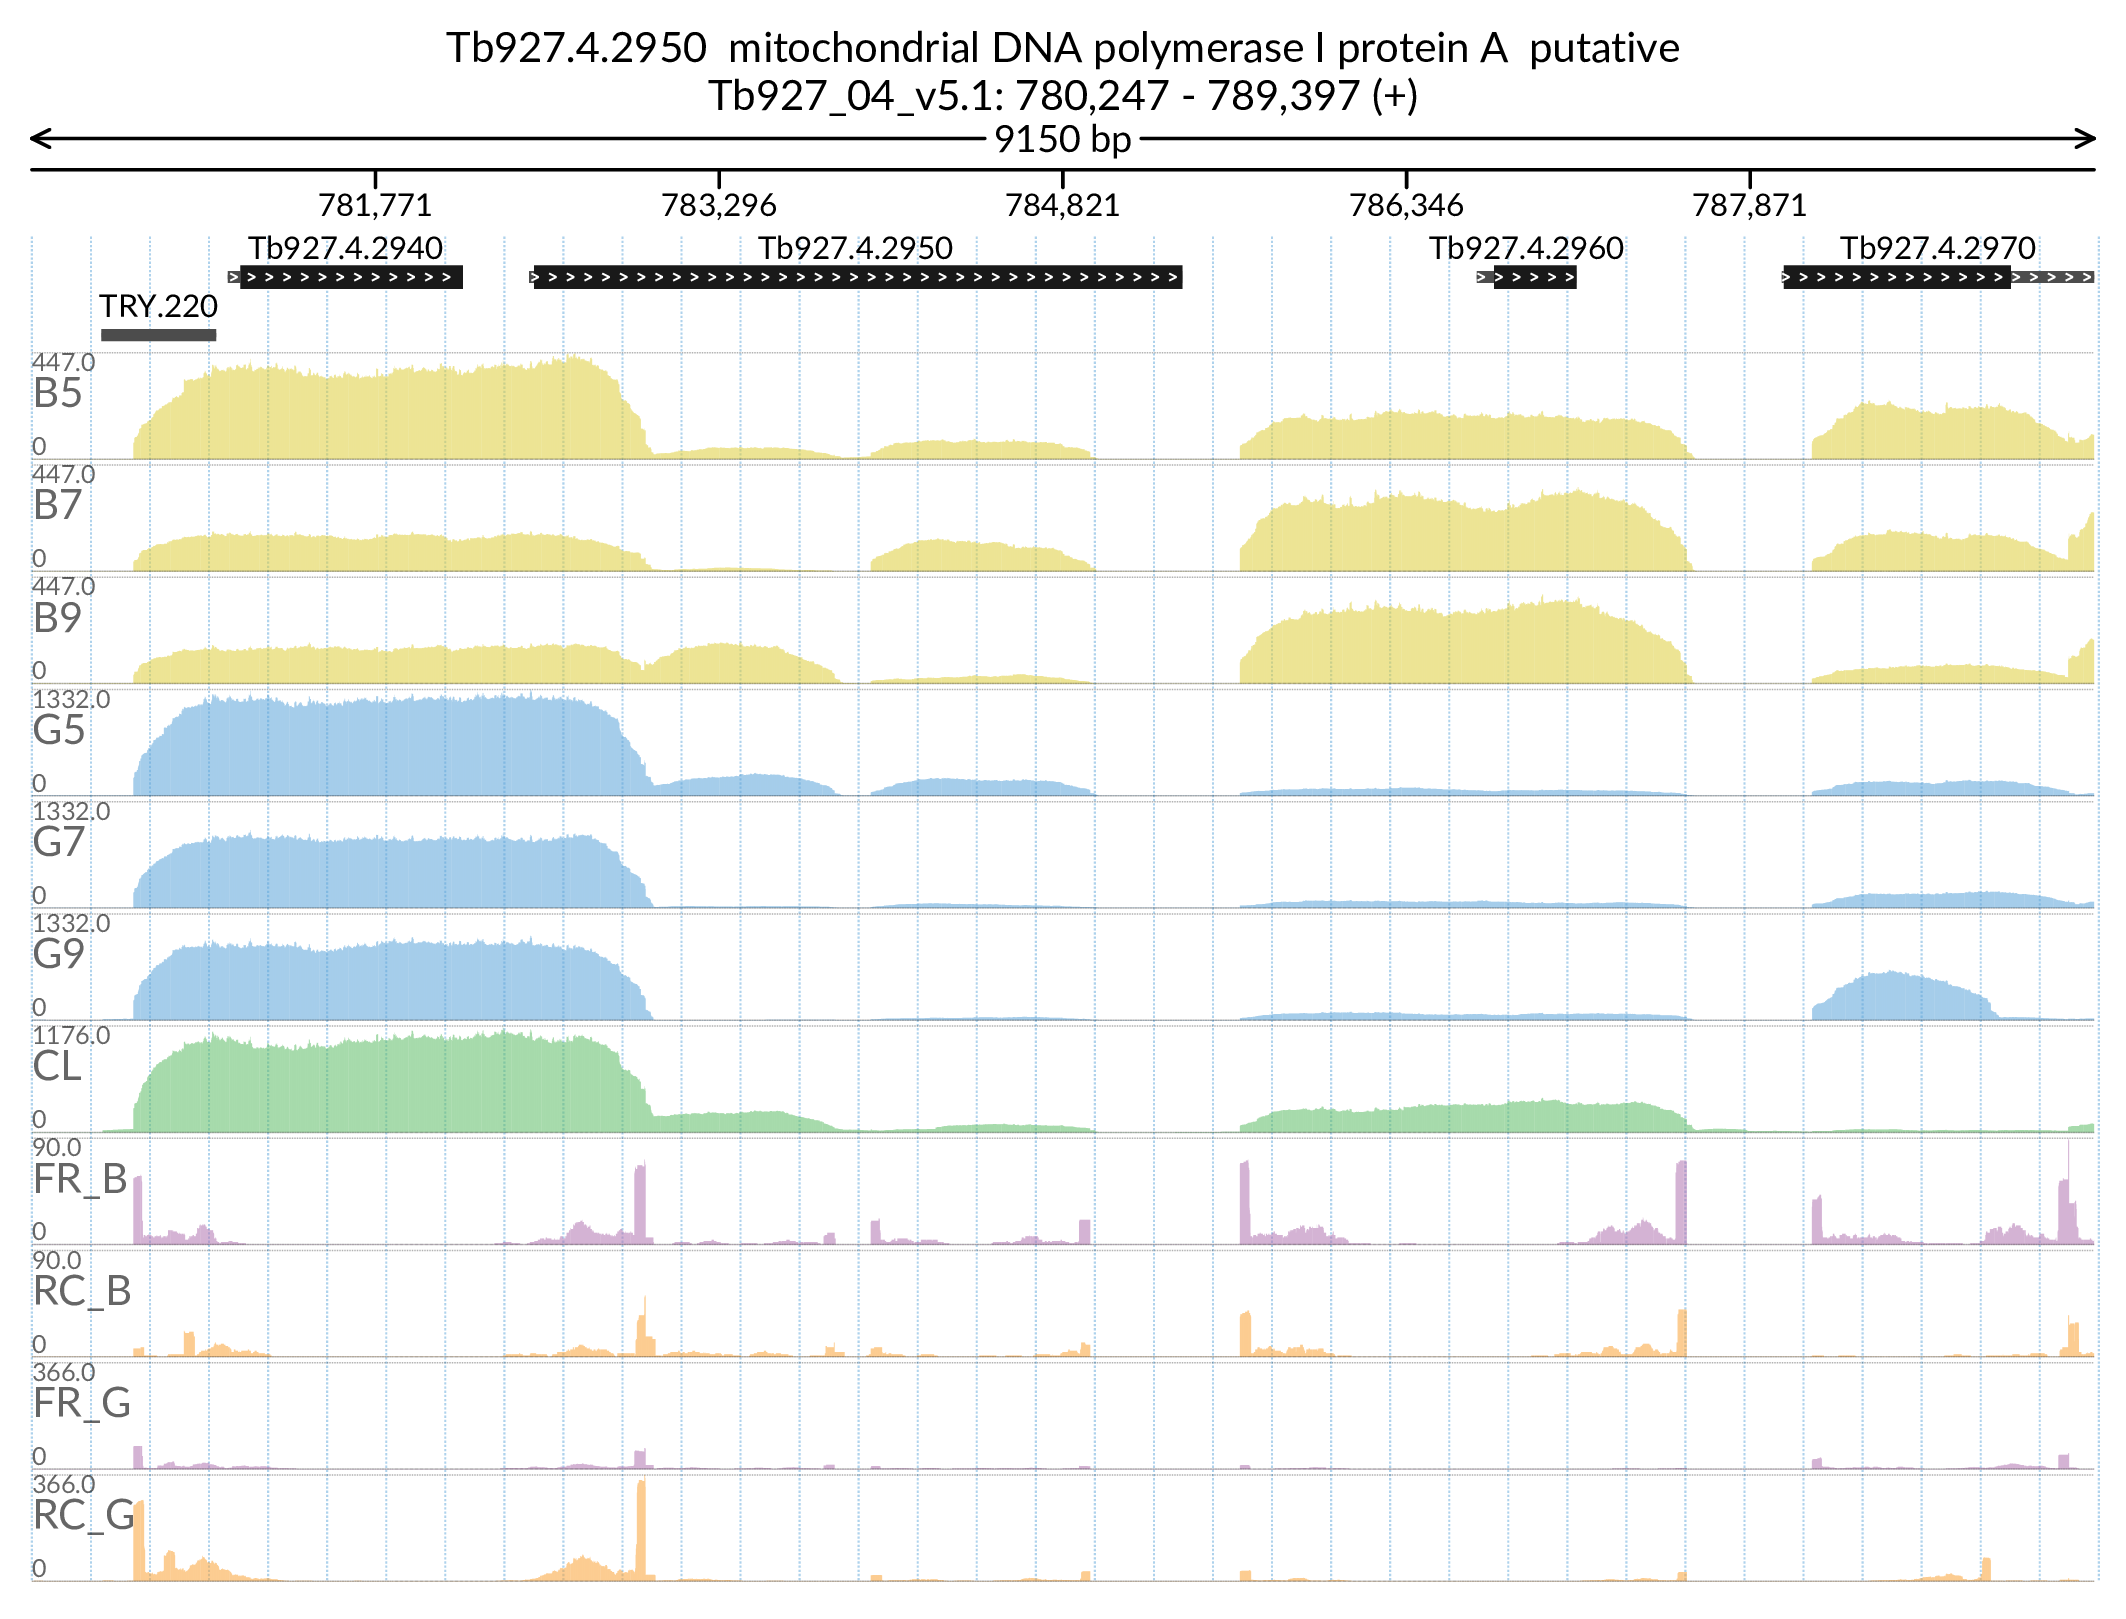 Tb927.4.2950  mitochondrial DNA polymerase I protein A  putative
Tb927_04_v5.1: 780,247 - 789,397 (+)
9150 bp
781,771 783,296 784,821 786,346 787,871
Tb927.4.2940 Tb927.4.2950 Tb927.4.2960 Tb927.4.2970
TRY.220
447.0
B5
0
447.0
B7
0
447.0
B9
0
1332.0
G5
0
1332.0
G7
0
1332.0
G9
0
1176.0
CL
0
90.0
FR_B
0
90.0
RC_B
0
366.0
FR_G
0
366.0
RC_G
0